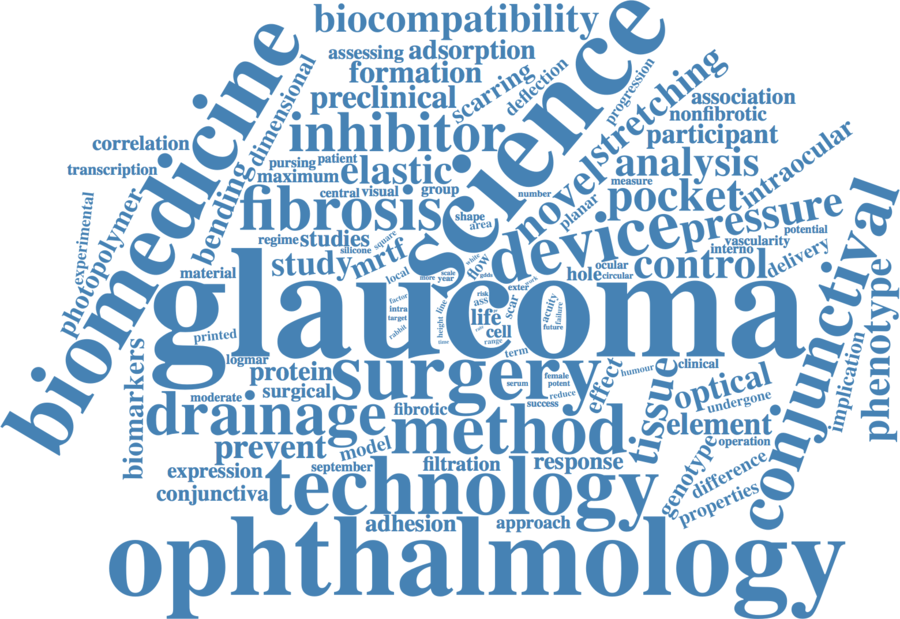 biocompatibility
science
biomedicine
assessing
adsorption
formation
dimensional
scarring
deflection
progression
stretching
preclinical
association
nonfibrotic
inhibitor
participant
correlation
transcription
pursing
patient
maximum
elastic
novel
analysis
intraocular
measure
experimental
photopolymer
bending
central
visual
group
number
planar
pocket
fibrosis
shape
area
device
pressure
potential
regime
studies
silicone
square
vascularity
interno
delivery
material
study
mrtf
local
flow
white
hole
ocular
circular
control
conjunctival
phenotype
glaucoma
more
scale
year
risk
ass
exter
factor
intra
target
rabbit
line
height
time
life
cell
rate
range
scar
acuity
failure
future
printed
biomarkers
logmar
protein
surgery
term
serum
female
potent
reduce
success
effect
humour
tissue
clinical
optical
undergone
implication
moderate
surgical
drainage
fibrotic
method
element
operation
prevent
model
genotype
difference
properties
expression
september
filtration
response
conjunctiva
technology
adhesion
approach
ophthalmology